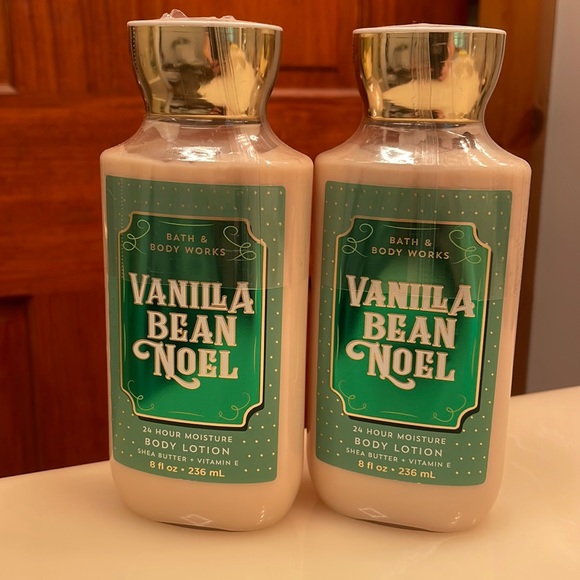 BATH &
BODY WORKS
VANILLA
BEAN
NOEL
24 HOUR MOISTURE
BODY LOTION
SHEA BUTTER + VITAMIN E
8 fl oz • 236 mL
BATH &
BODY WORKS
VANILLA
BEAN
NOEL
24 HOUR MOISTURE
BODY LOTION
SHEA BUTTER + VITAMIN E
8 fl oz • 236 mL